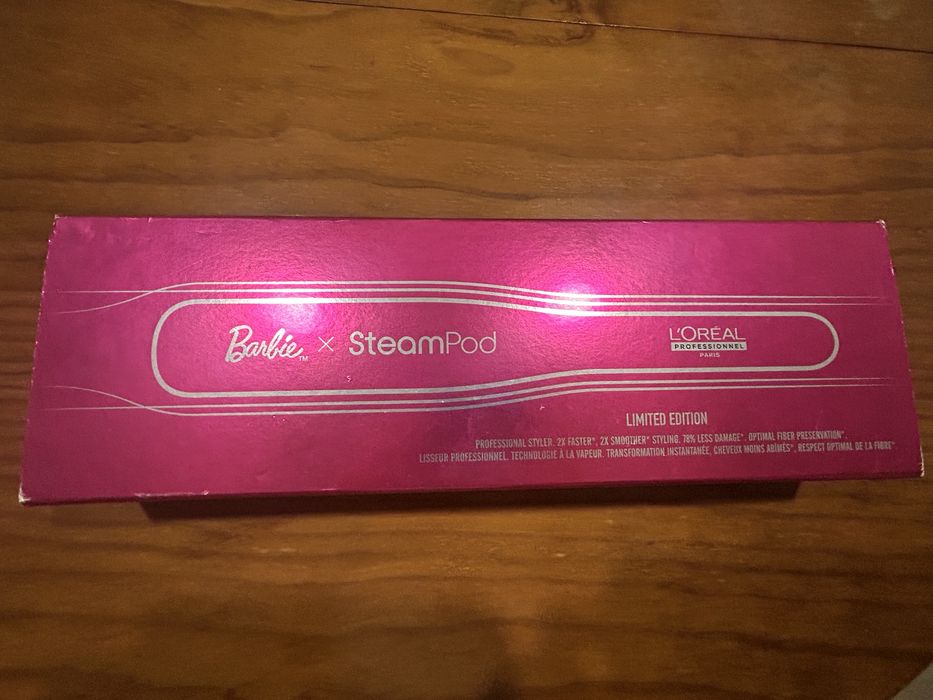 Barbie™ × SteamPod
L'ORÉAL
PROFESSIONNEL
PARIS
LIMITED EDITION
PROFESSIONAL STYLER. 2X FASTER*, 2X SMOOTHER* STYLING. 78% LESS DAMAGE*. OPTIMAL FIBER PRESERVATION*.
LISSEUR PROFESSIONNEL. TECHNOLOGIE À LA VAPEUR. TRANSFORMATION INSTANTANÉE, CHEVEUX MOINS ABÎMÉS*, RESPECT OPTIMAL DE LA FIBRE*.